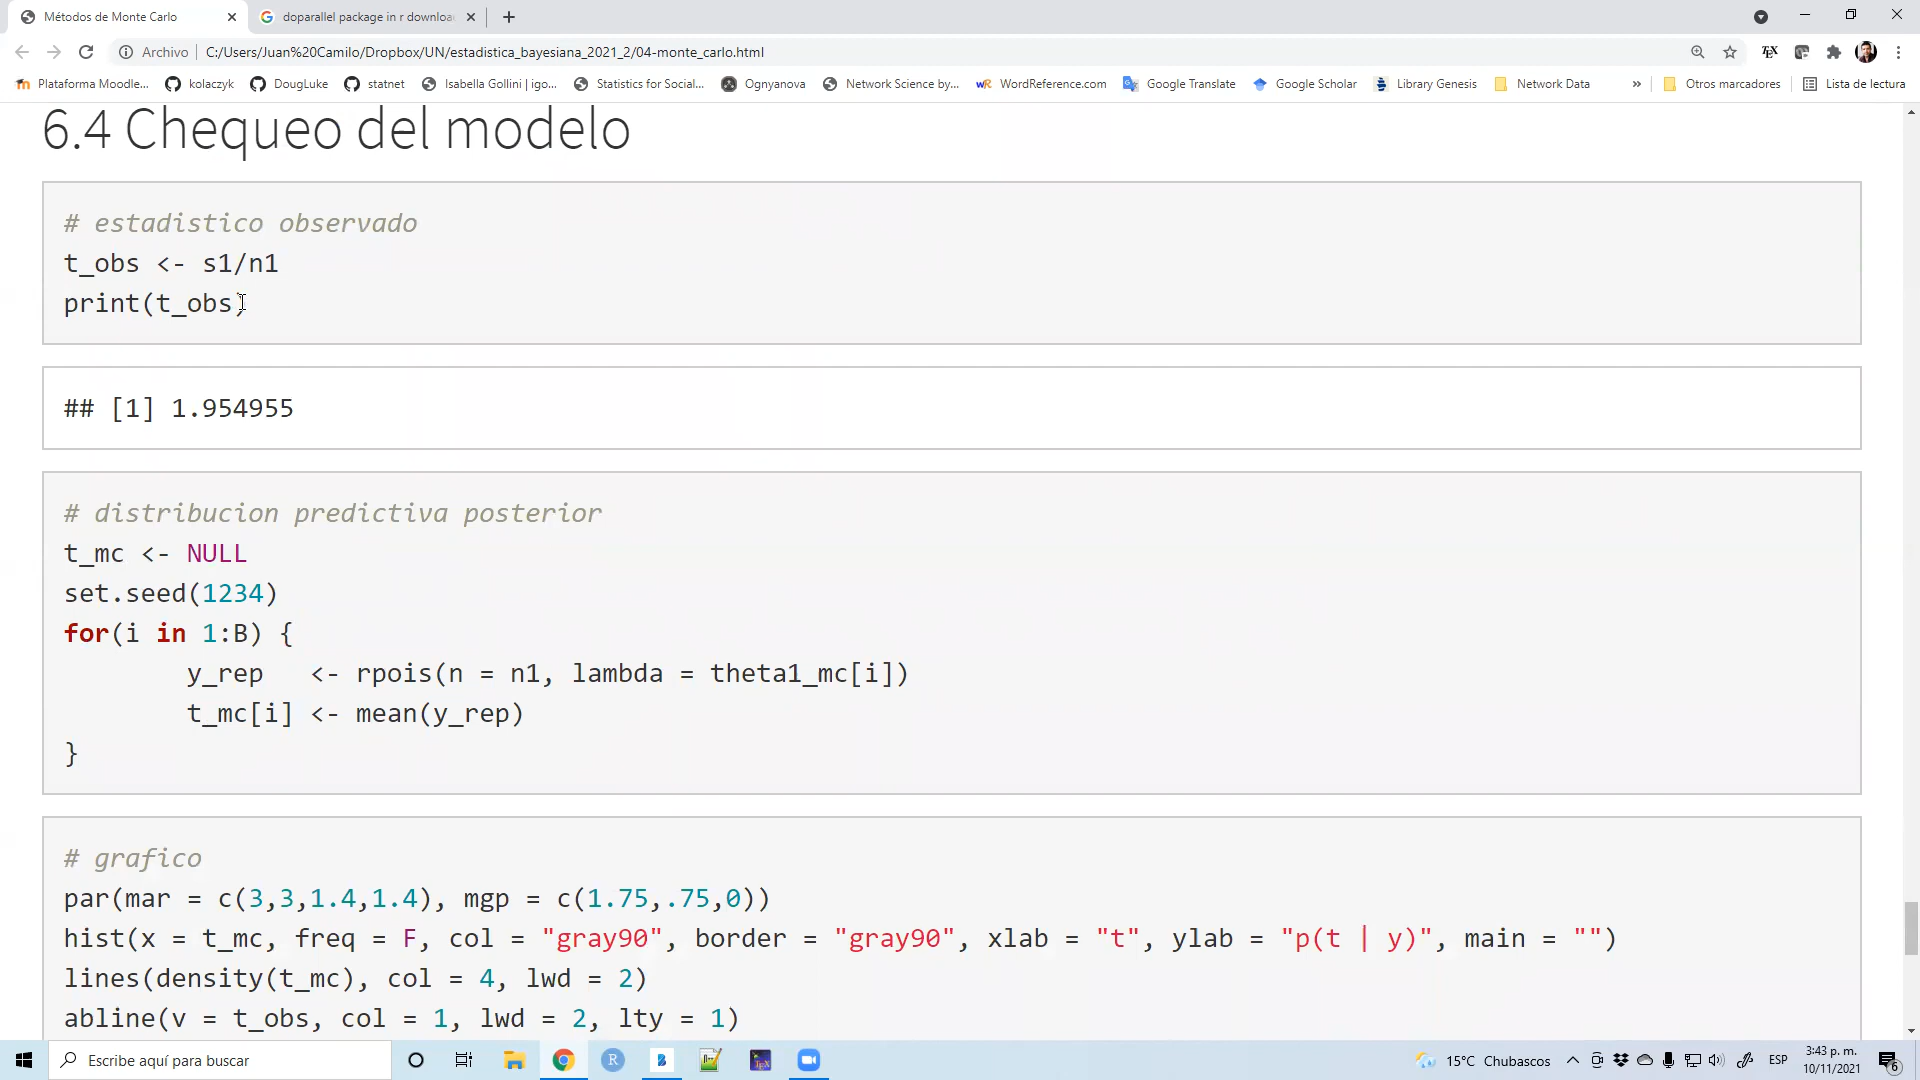 Métodos de Monte Carlo
doparallel package in r downloa
Archivo
C:/Users/Juan%20Camilo/Dropbox/UN/estadistica_bayesiana_2021_2/04-monte_carlo.html
Plataforma Moodle...
kolaczyk
DougLuke
statnet
Isabella Gollini | igo...
Statistics for Social...
Ognyanova
Network Science by...
WordReference.com
Google Translate
Google Scholar
Library Genesis
Network Data
»
Otros marcadores
Lista de lectura
6.4 Chequeo del modelo
# estadistico observado
t_obs <- s1/n1
print(t_obs)
## [1] 1.954955
# distribucion predictiva posterior
t_mc <- NULL
set.seed(1234)
for(i in 1:B) {
y_rep <- rpois(n = n1, lambda = theta1_mc[i])
t_mc[i] <- mean(y_rep)
}
# grafico
par(mar = c(3,3,1.4,1.4), mgp = c(1.75,.75,0))
hist(x = t_mc, freq = F, col = "gray90", border = "gray90", xlab = "t", ylab = "p(t | y)", main = "")
lines(density(t_mc), col = 4, lwd = 2)
abline(v = t_obs, col = 1, lwd = 2, lty = 1)
Escribe aquí para buscar
15°C Chubascos
ESP
3:43 p. m.
10/11/2021
6